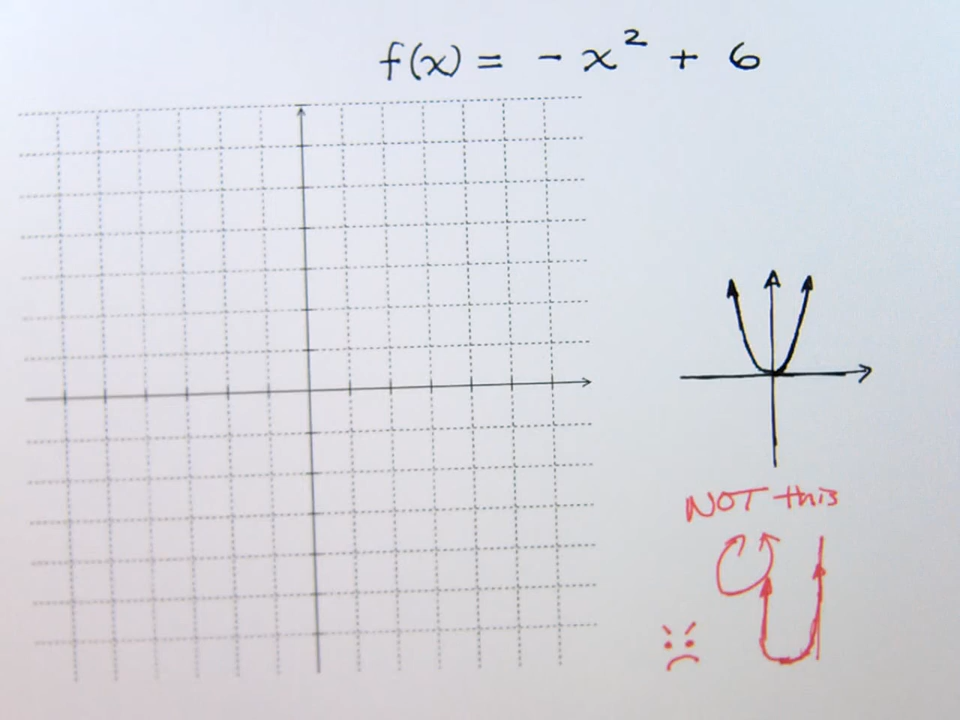 f(x) = - x² + 6
NOT this